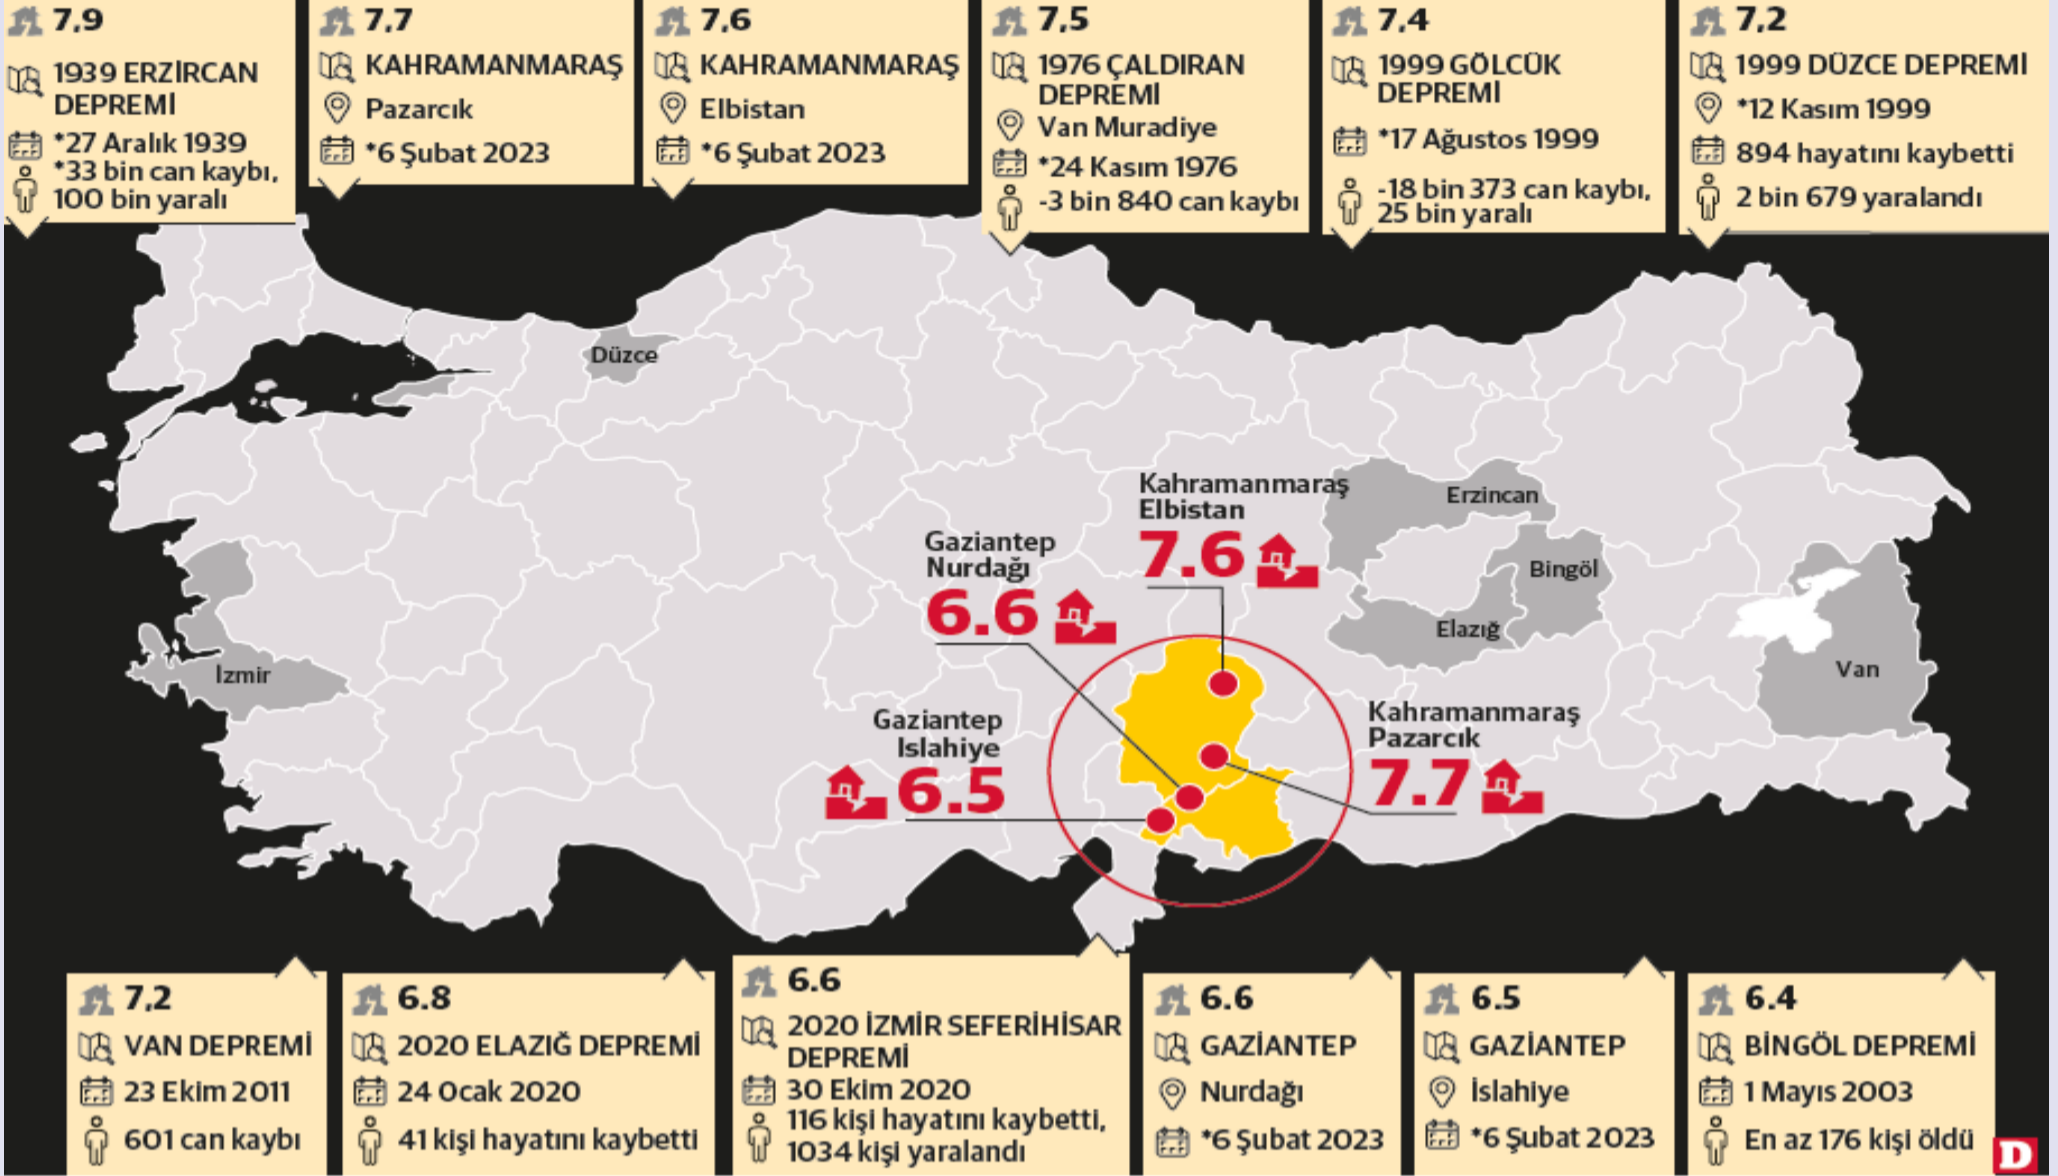 7,9
1939 ERZİRCAN
DEPREMİ
*27 Aralık 1939
*33 bin can kaybı,
100 bin yaralı
7,7
KAHRAMANMARAŞ
Pazarcık
*6 Şubat 2023
7,6
KAHRAMANMARAŞ
Elbistan
*6 Şubat 2023
7,5
1976 ÇALDIRAN
DEPREMİ
Van Muradiye
*24 Kasım 1976
-3 bin 840 can kaybı
7,4
1999 GÖLCÜK
DEPREMİ
*17 Ağustos 1999
-18 bin 373 can kaybı,
25 bin yaralı
7,2
1999 DÜZCE DEPREMİ
*12 Kasım 1999
894 hayatını kaybetti
2 bin 679 yaralandı
Düzce
Kahramanmaraş
Elbistan
7.6
Erzincan
Gaziantep
Nurdağı
6.6
Bingöl
Elazığ
İzmir
Van
Gaziantep
Islahiye
6.5
Kahramanmaraş
Pazarcık
7.7
7,2
VAN DEPREMİ
23 Ekim 2011
601 can kaybı
6.8
2020 ELAZIĞ DEPREMİ
24 Ocak 2020
41 kişi hayatını kaybetti
6.6
2020 İZMİR SEFERİHİSAR
DEPREMİ
30 Ekim 2020
116 kişi hayatını kaybetti,
1034 kişi yaralandı
6.6
GAZİANTEP
Nurdağı
*6 Şubat 2023
6.5
GAZİANTEP
İslahiye
*6 Şubat 2023
6.4
BİNGÖL DEPREMİ
1 Mayıs 2003
En az 176 kişi öldü
D